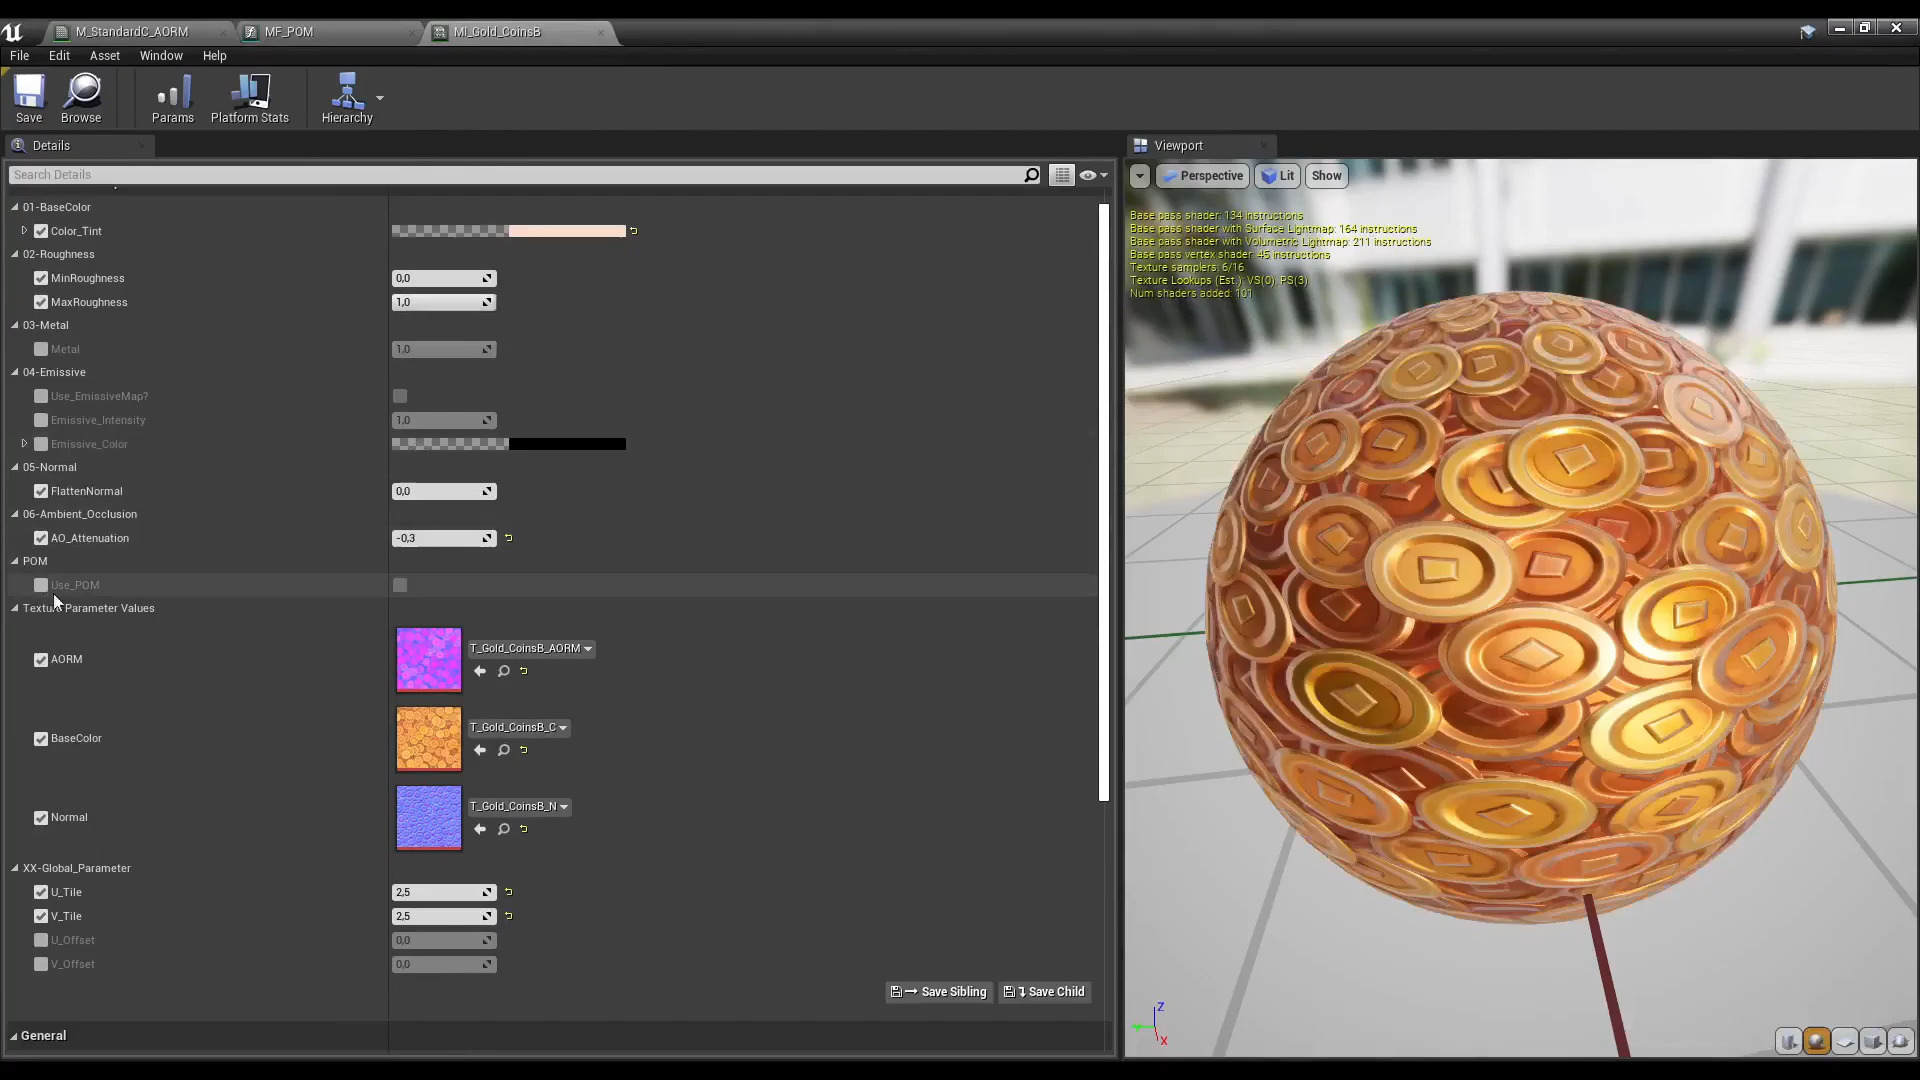 M_StandardC_AORM
MF_POM
MI_Gold_CoinsB
File Edit Asset Window Help
Save
Browse
Params
Platform Stats
Hierarchy
Details
Viewport
Search Details
Perspective
Lit
Show
01-BaseColor
Color_Tint
02-Roughness
MinRoughness 0,0
MaxRoughness 1,0
03-Metal
Metal 1,0
04-Emissive
Use_EmissiveMap?
Emissive_Intensity 1,0
Emissive_Color
05-Normal
FlattenNormal 0,0
06-Ambient_Occlusion
AO_Attenuation -0,3
POM
Use_POM
Texture Parameter Values
AORM
T_Gold_CoinsB_AORM
BaseColor
T_Gold_CoinsB_C
Normal
T_Gold_CoinsB_N
XX-Global_Parameter
U_Tile 2,5
V_Tile 2,5
U_Offset 0,0
V_Offset 0,0
Save Sibling
Save Child
General
Base pass shader: 134 instructions
Base pass shader with Surface Lightmap: 164 instructions
Base pass shader with Volumetric Lightmap: 211 instructions
Base pass vertex shader: 45 instructions
Texture samplers: 6/16
Texture Lookups (Est.): VS(0), PS(3)
Num shaders added: 101
Z
X